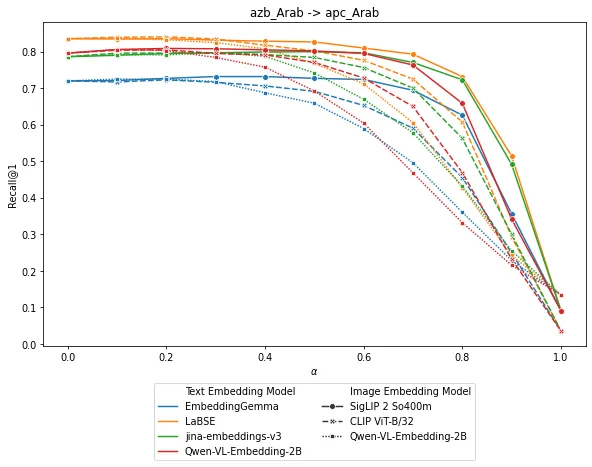 azb_Arab -> apc_Arab
Recall@1
0.8
0.7
0.6
0.5
0.4
0.3
0.2
0.1
0.0
0.0 0.2 0.4 0.6 0.8 1.0
α
Text Embedding Model
EmbeddingGemma
LaBSE
jina-embeddings-v3
Qwen-VL-Embedding-2B
Image Embedding Model
SigLIP 2 So400m
CLIP ViT-B/32
Qwen-VL-Embedding-2B